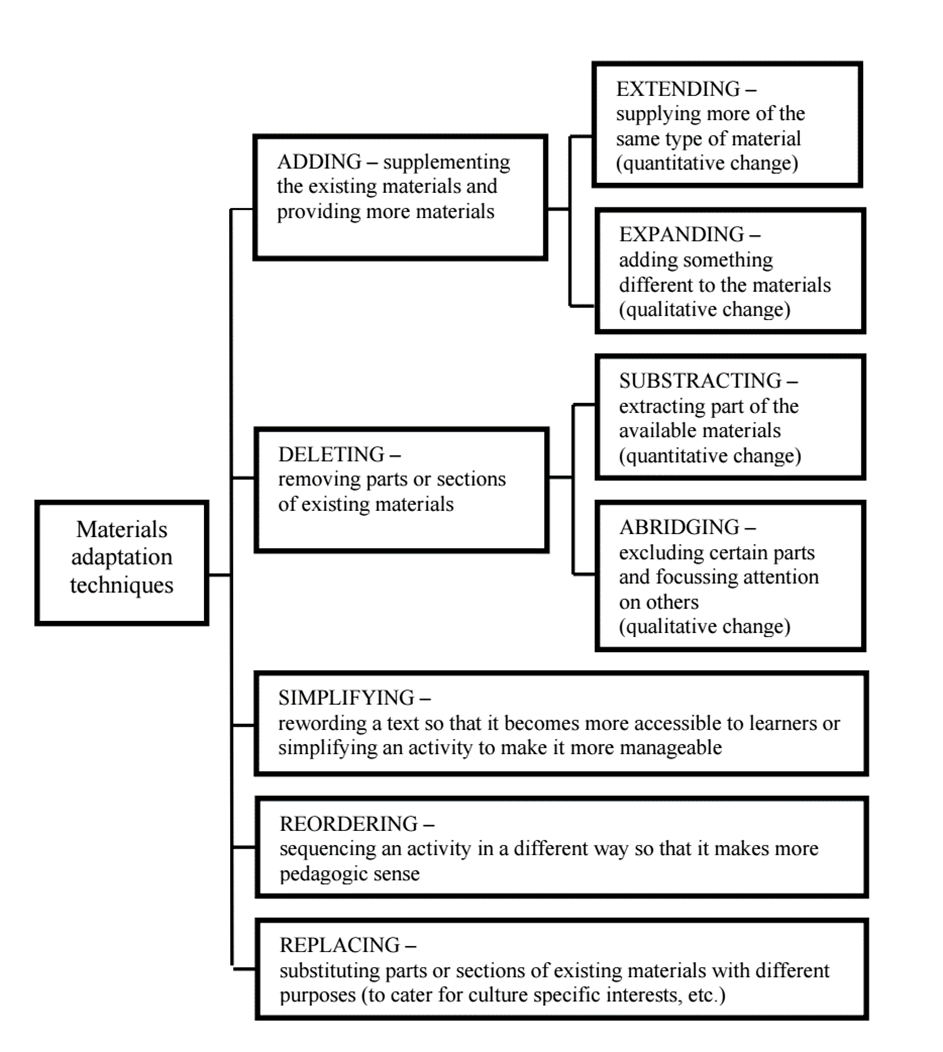 Materials
adaptation
techniques
ADDING – supplementing
the existing materials and
providing more materials
EXTENDING –
supplying more of the
same type of material
(quantitative change)
EXPANDING –
adding something
different to the materials
(qualitative change)
DELETING –
removing parts or sections
of existing materials
SUBSTRACTING –
extracting part of the
available materials
(quantitative change)
ABRIDGING –
excluding certain parts
and focussing attention
on others
(qualitative change)
SIMPLIFYING –
rewording a text so that it becomes more accessible to learners or
simplifying an activity to make it more manageable
REORDERING –
sequencing an activity in a different way so that it makes more
pedagogic sense
REPLACING –
substituting parts or sections of existing materials with different
purposes (to cater for culture specific interests, etc.)